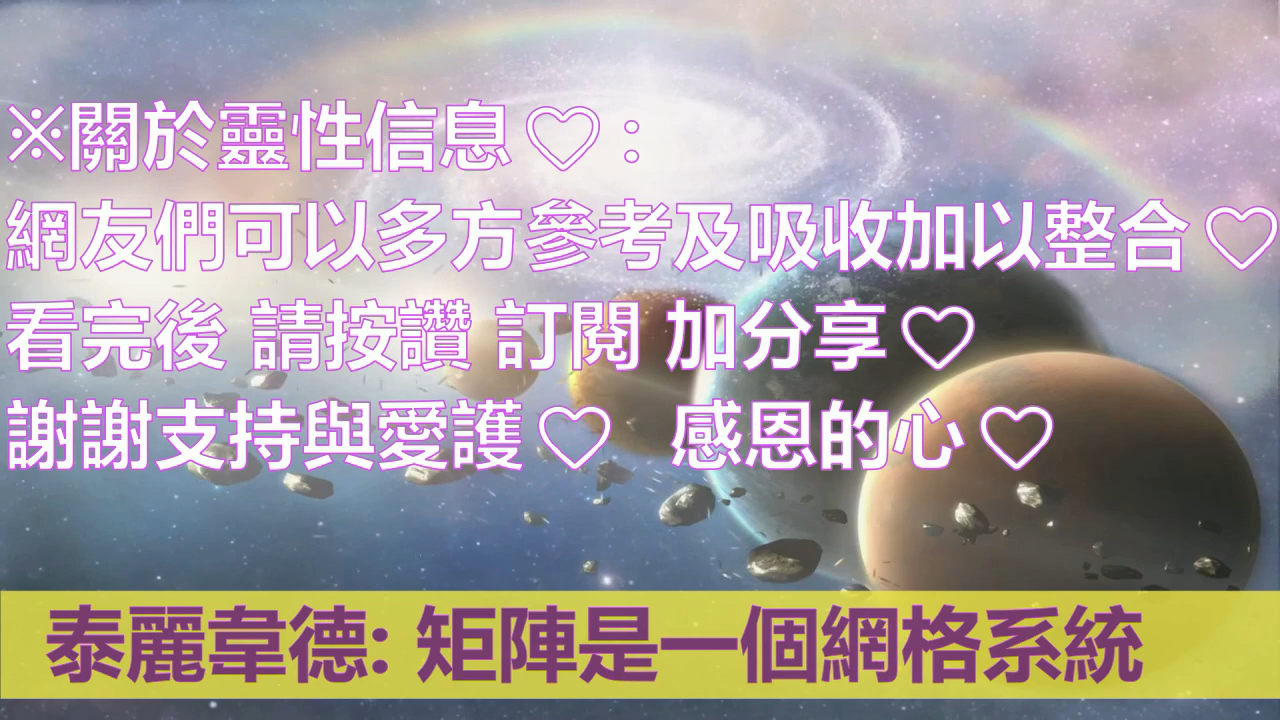 ※關於靈性信息♡:
網友們可以多方參考及吸收加以整合♡
看完後 請按讚 訂閱 加分享♡
謝謝支持與愛護♡ 感恩的心♡
泰麗韋德: 矩陣是一個網格系統